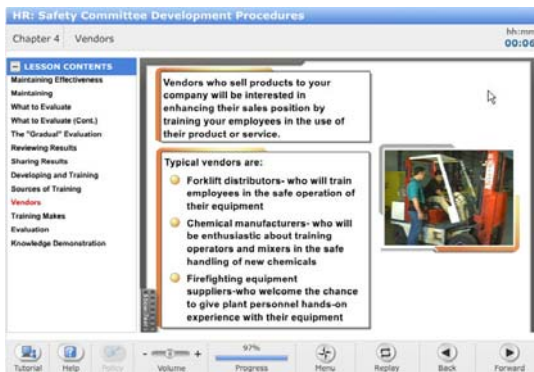 HR: Safety Committee Development Procedures
Chapter 4 Vendors
hh:mm
00:06
LESSON CONTENTS
Maintaining Effectiveness
Maintaining
What to Evaluate
What to Evaluate (Cont.)
The "Gradual" Evaluation
Reviewing Results
Sharing Results
Developing and Training
Sources of Training
Vendors
Training Makes
Evaluation
Knowledge Demonstration
Vendors who sell products to your
company will be interested in
enhancing their sales position by
training your employees in the use of
their product or service.
Typical vendors are:
Forklift distributors- who will train
employees in the safe operation of
their equipment
Chemical manufacturers- who will
be enthusiastic about training
operators and mixers in the safe
handling of new chemicals
Firefighting equipment
suppliers-who welcome the chance
to give plant personnel hands-on
experience with their equipment
Tutorial
Help
Policy
- +
Volume
97%
Progress
Menu
Replay
Back
Forward